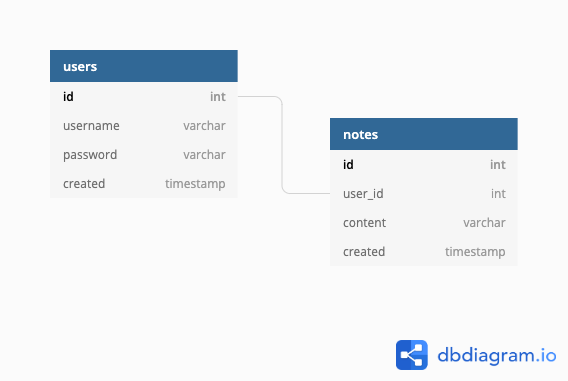 users
id int
username varchar
password varchar
created timestamp
notes
id int
user_id int
content varchar
created timestamp
dbdiagram.io